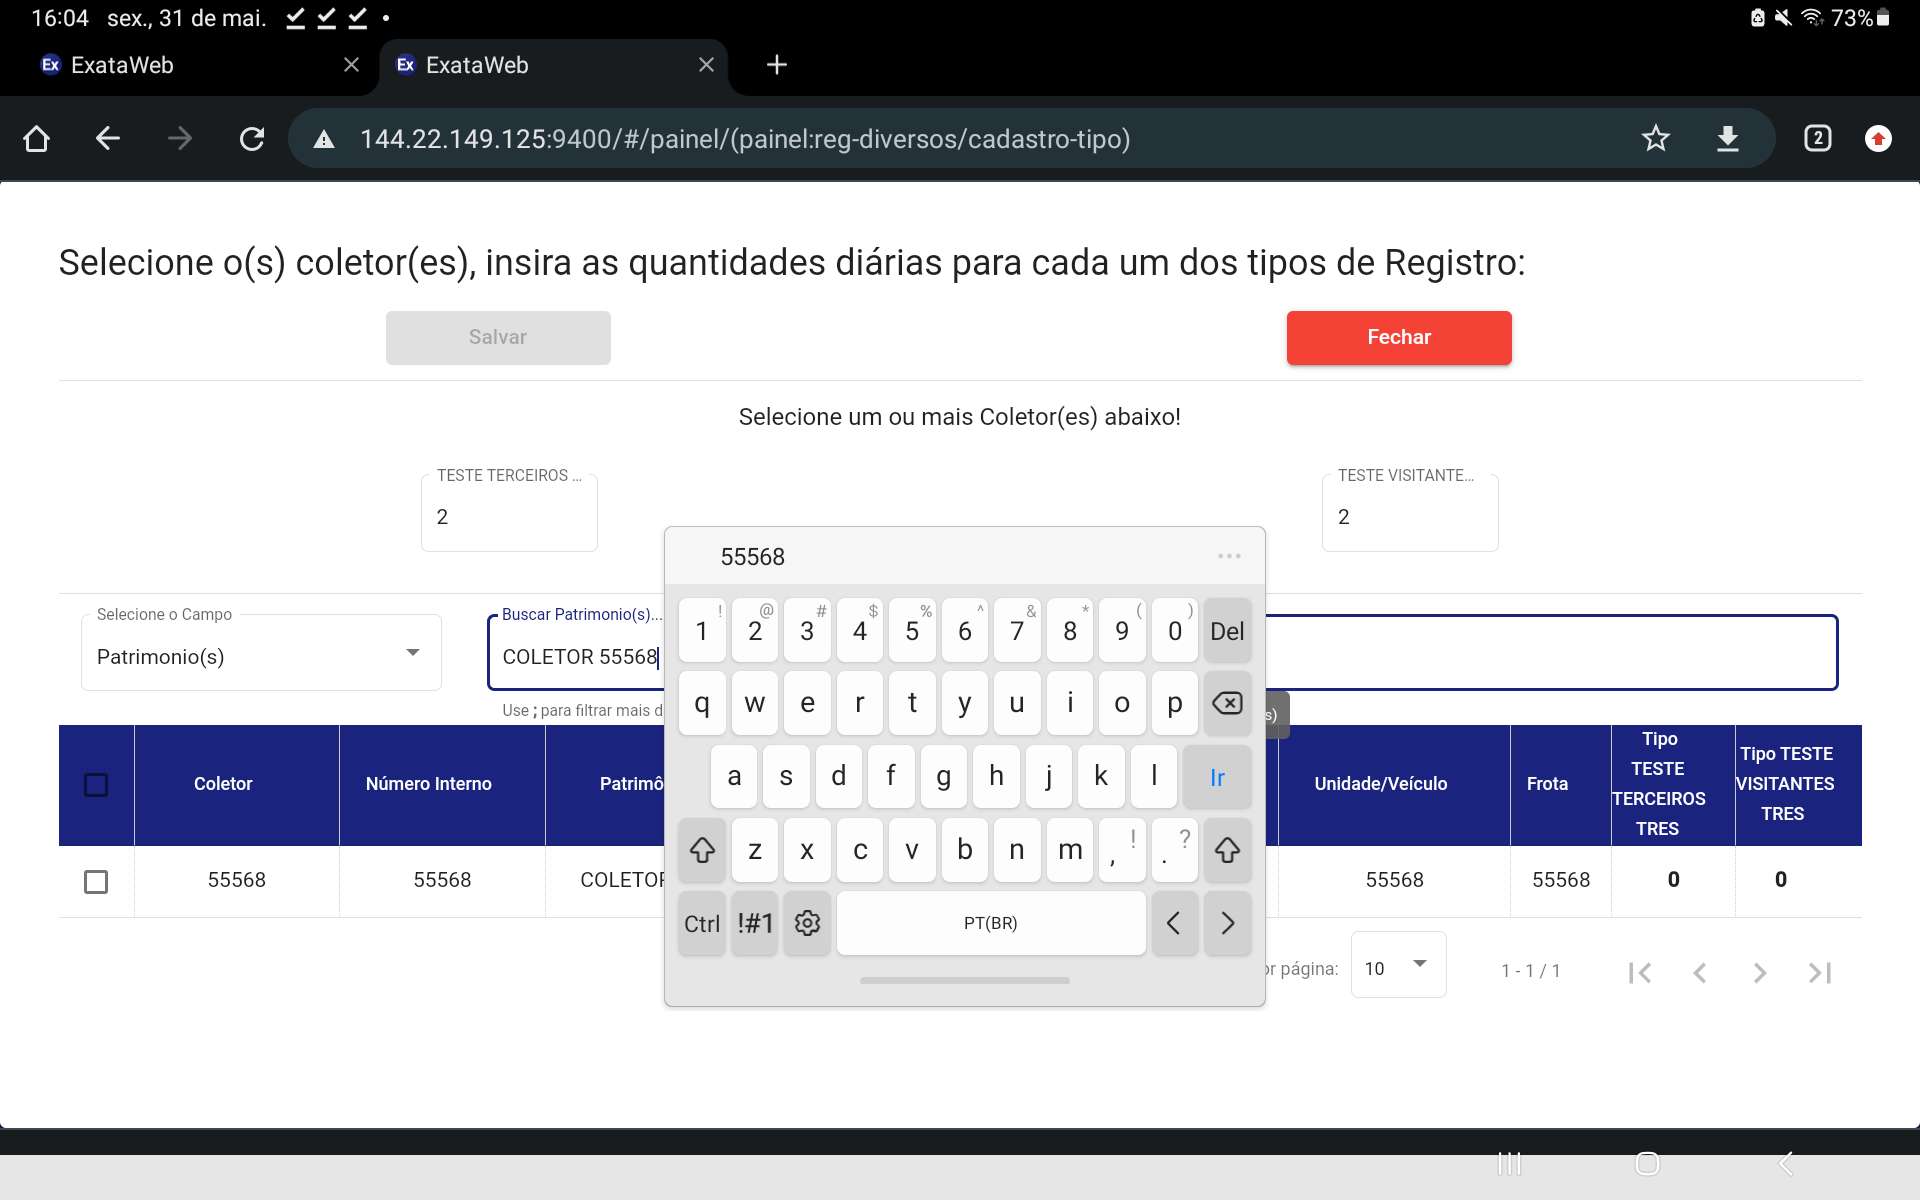 16:04 sex., 31 de mai.
73%
Ex ExataWeb
Ex ExataWeb
144.22.149.125:9400/#/painel/(painel:reg-diversos/cadastro-tipo)
2
Selecione o(s) coletor(es), insira as quantidades diárias para cada um dos tipos de Registro:
Salvar
Fechar
Selecione um ou mais Coletor(es) abaixo!
TESTE TERCEIROS ...
2
TESTE VISITANTE...
2
Selecione o Campo
Patrimonio(s)
Buscar Patrimonio(s)...
COLETOR 55568
Use ; para filtrar mais d
s)
Coletor
Número Interno
Patrimô
Unidade/Veículo
Frota
Tipo
TESTE
TERCEIROS
TRES
Tipo TESTE
VISITANTES
TRES
55568
55568
COLETOR
55568
55568
0
0
or página:
10
1 - 1 / 1
55568
1 ! 2 @ 3 # 4 $ 5 % 6 ^ 7 & 8 * 9 ( 0 ) Del
q w e r t y u i o p
a s d f g h j k l Ir
z x c v b n m , ! . ?
Ctrl !#1 PT(BR) < >